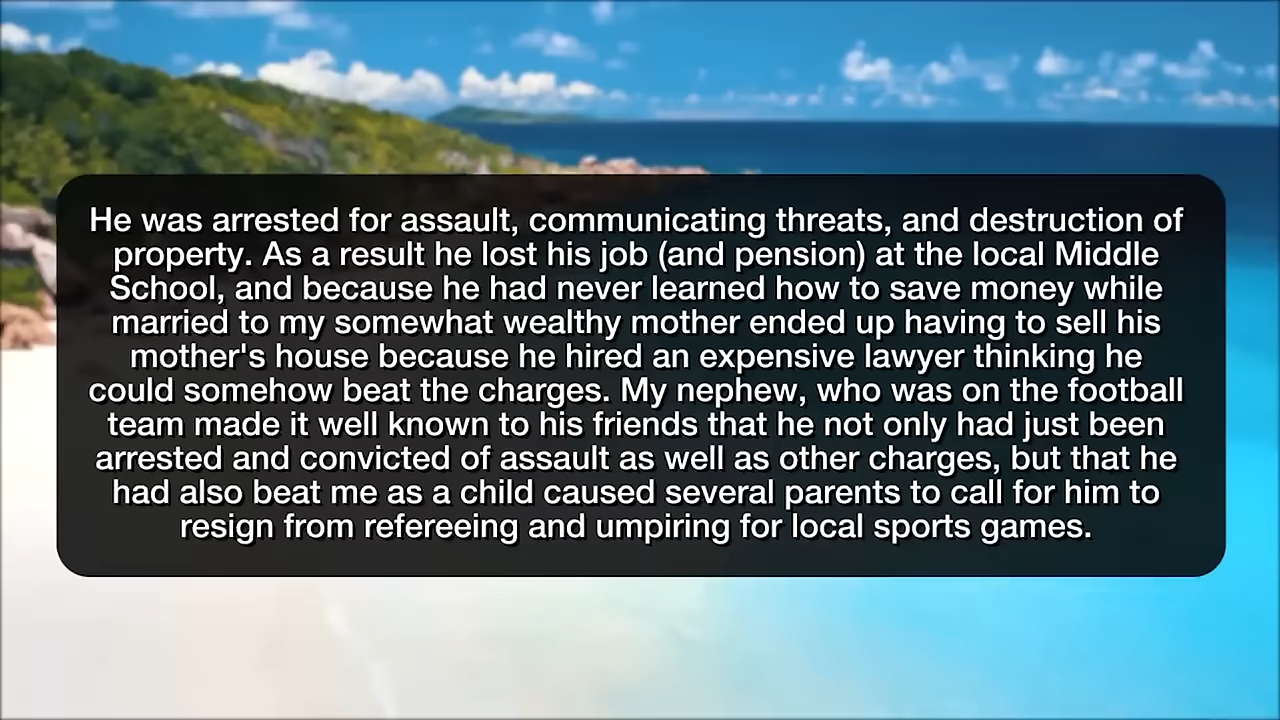 He was arrested for assault, communicating threats, and destruction of
property. As a result he lost his job (and pension) at the local Middle
School, and because he had never learned how to save money while
married to my somewhat wealthy mother ended up having to sell his
mother's house because he hired an expensive lawyer thinking he
could somehow beat the charges. My nephew, who was on the football
team made it well known to his friends that he not only had just been
arrested and convicted of assault as well as other charges, but that he
had also beat me as a child caused several parents to call for him to
resign from refereeing and umpiring for local sports games.